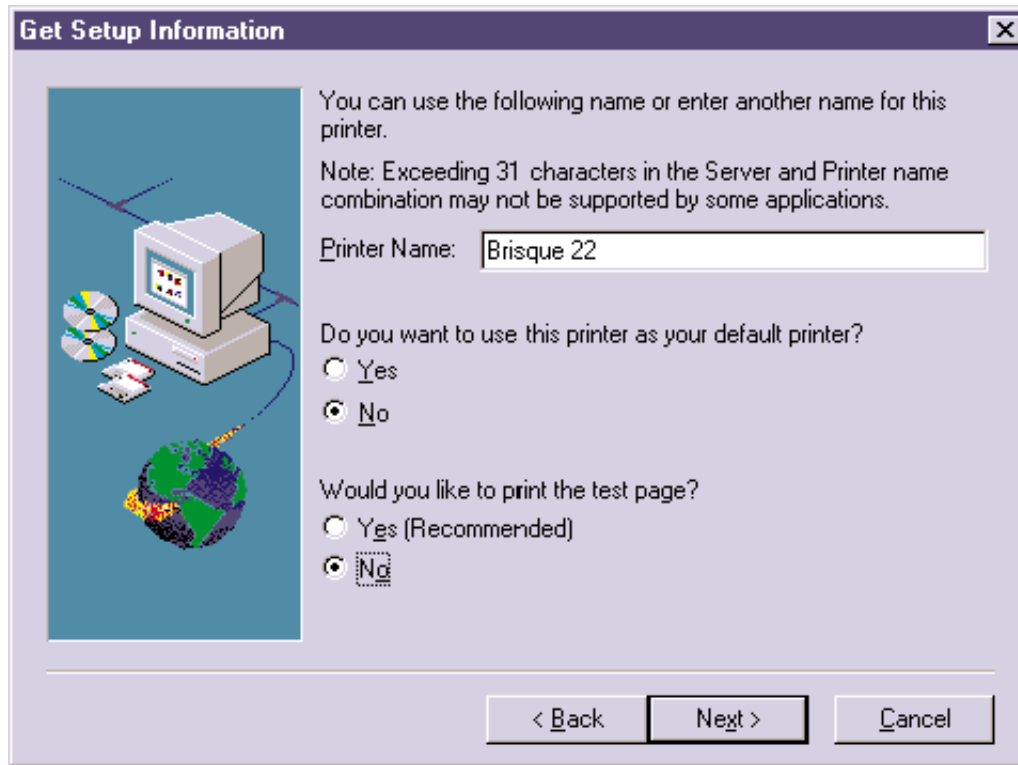 Get Setup Information
You can use the following name or enter another name for this
printer.
Note: Exceeding 31 characters in the Server and Printer name
combination may not be supported by some applications.
Printer Name: Brisque 22
Do you want to use this printer as your default printer?
Yes
No
Would you like to print the test page?
Yes (Recommended)
No
< Back Next > Cancel